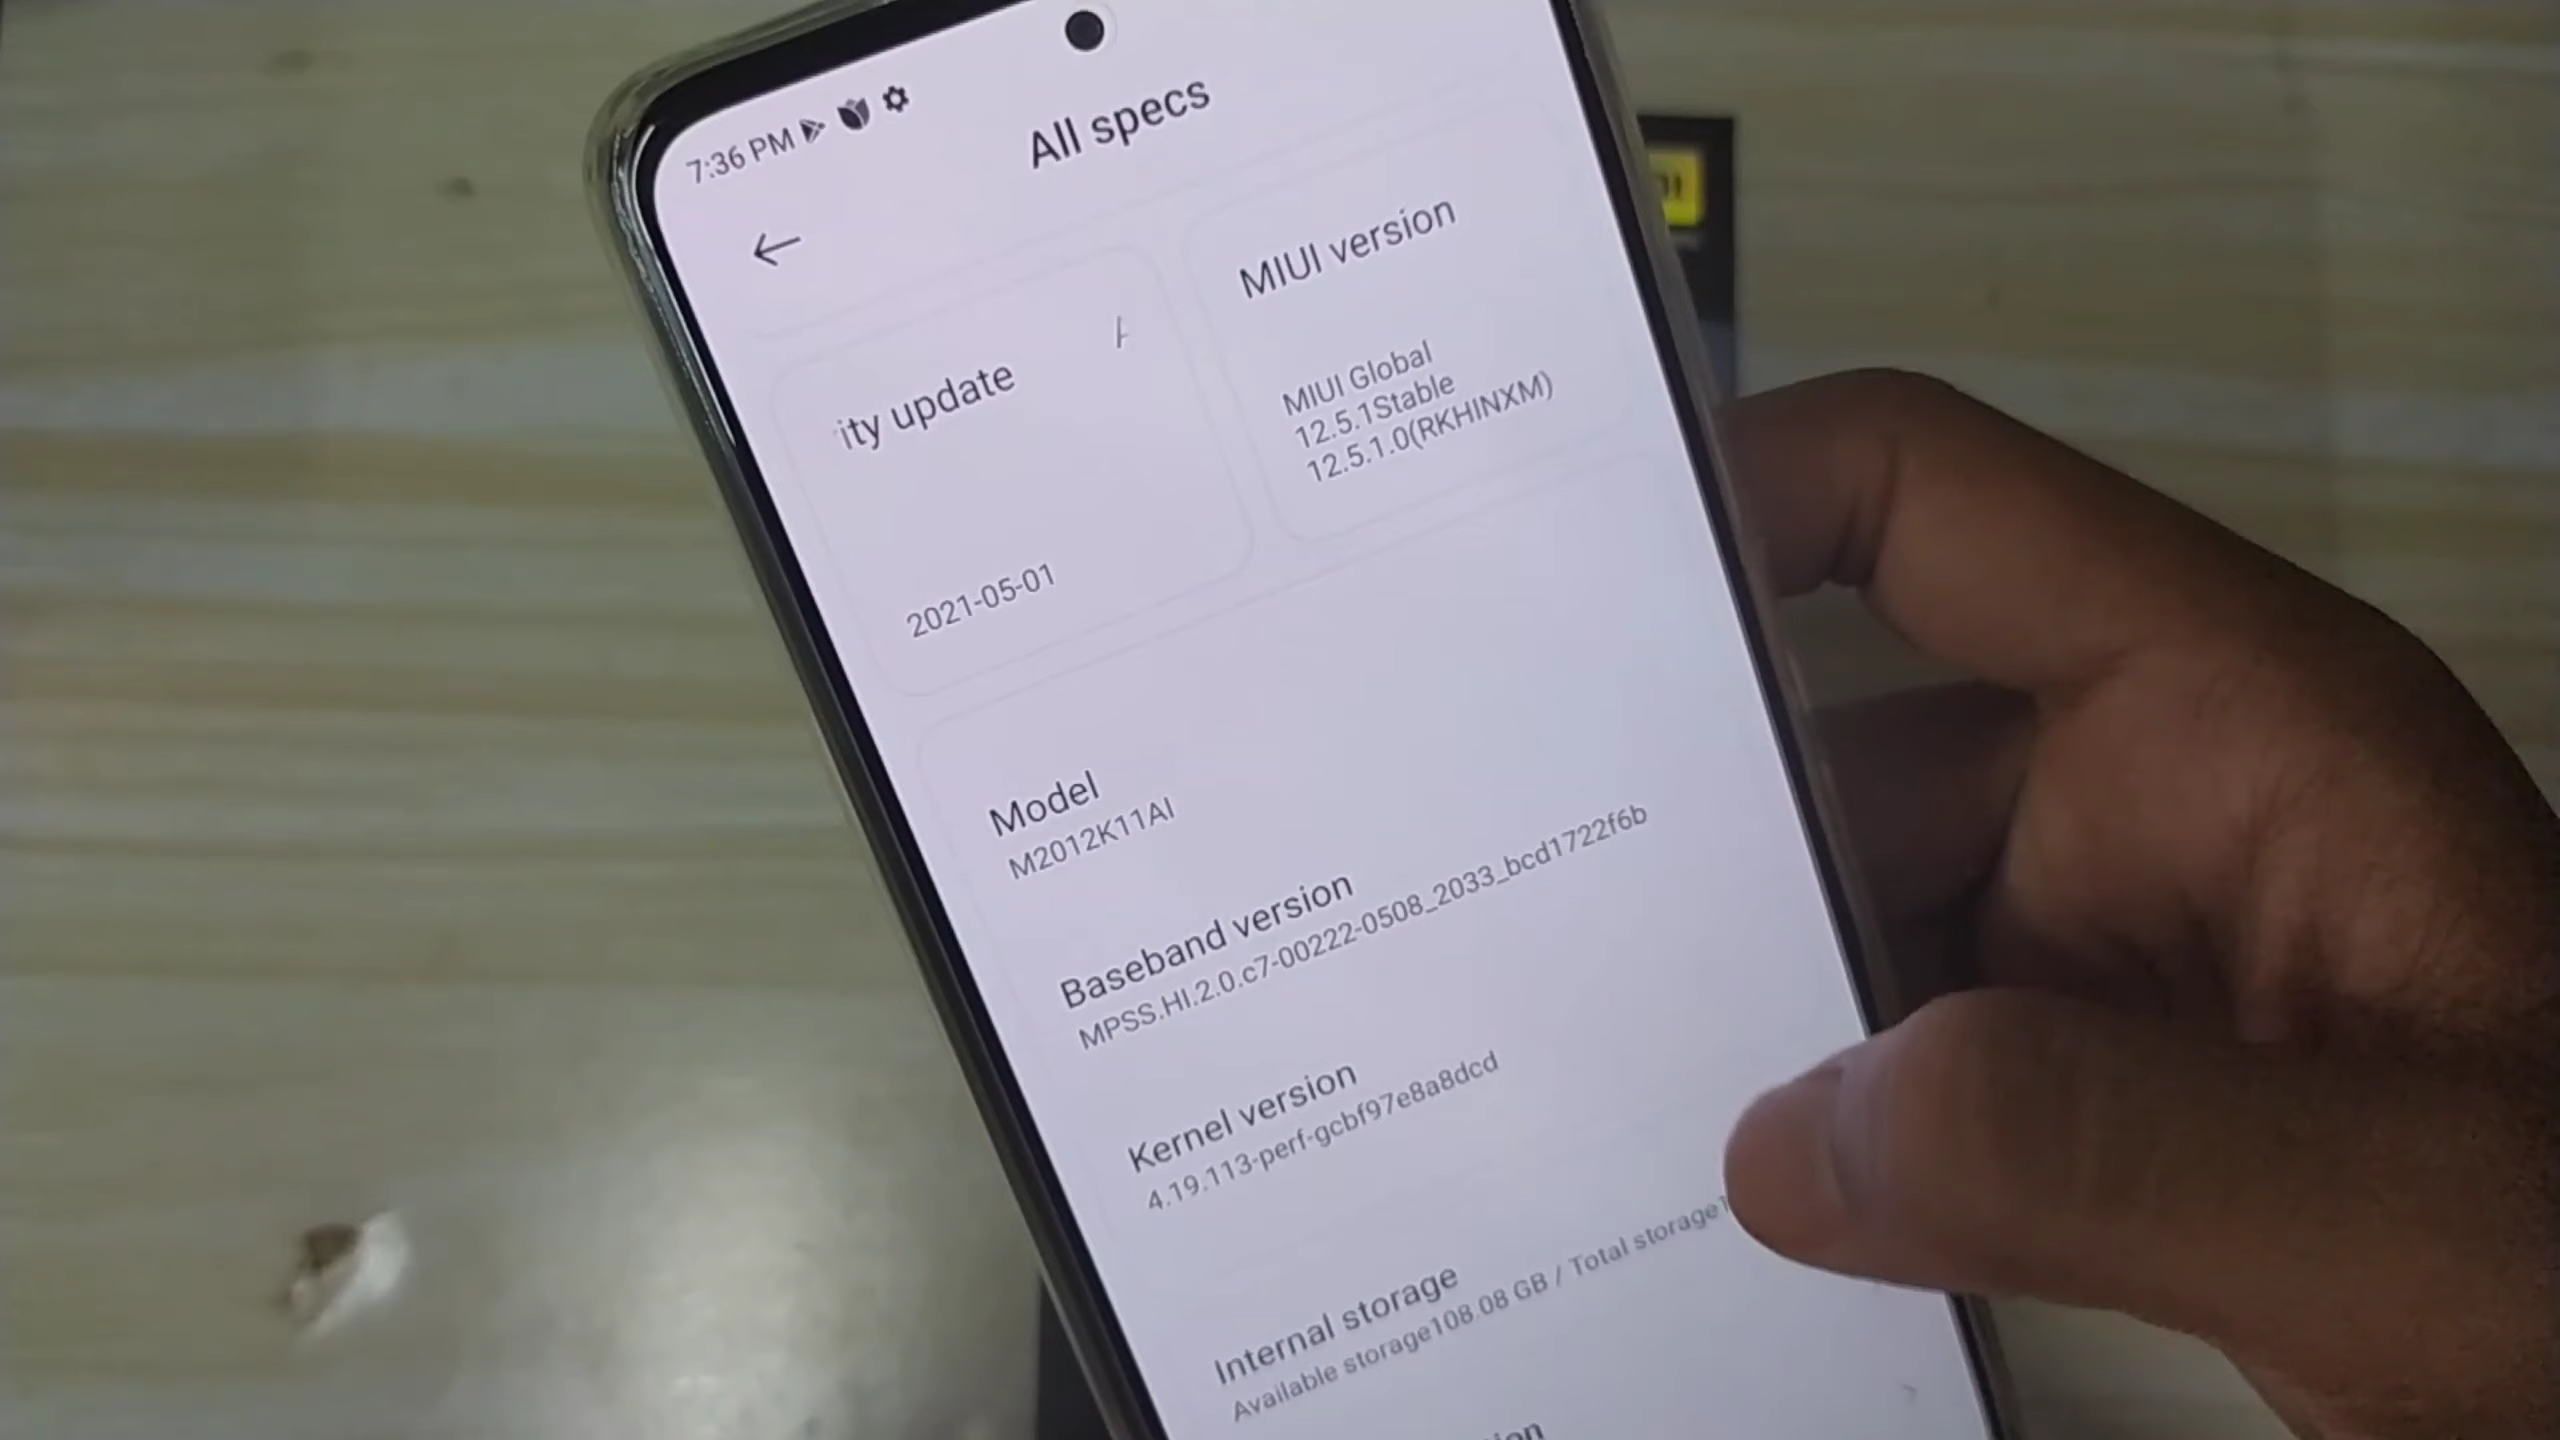 7:36 PM
All specs
ity update
2021-05-01
MIUI version
MIUI Global
12.5.1Stable
12.5.1.0(RKHINXM)
Model
M2012K11AI
Baseband version
MPSS.HI.2.0.c7-00222-0508_2033_bcd1722f6b
Kernel version
4.19.113-perf-gcbf97e8a8dcd
Internal storage
Available storage108.08 GB / Total storage1